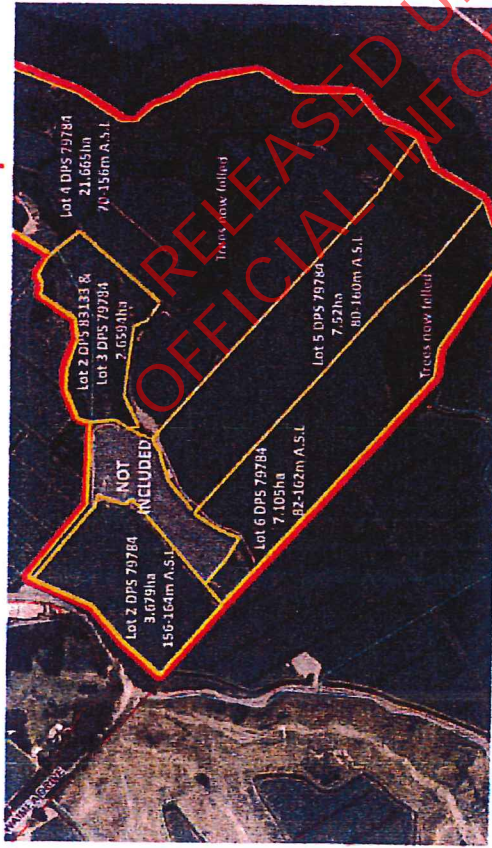 Lot 4 DPS 79784
21.665ha
70-156m A.S.L
Lot 2 DPS 83133 &
Lot 3 DPS 79784
2.6594ha
Trees now felled
NOT
INCLUDED
Lot 2 DPS 79784
3.679ha
156-164m A.S.L
Lot 5 DPS 79784
7.52ha
80-160m A.S.L
Lot 6 DPS 79784
7.105ha
82-162m A.S.L
Trees now felled
DRIVE
RELEASED
OFFICIAL